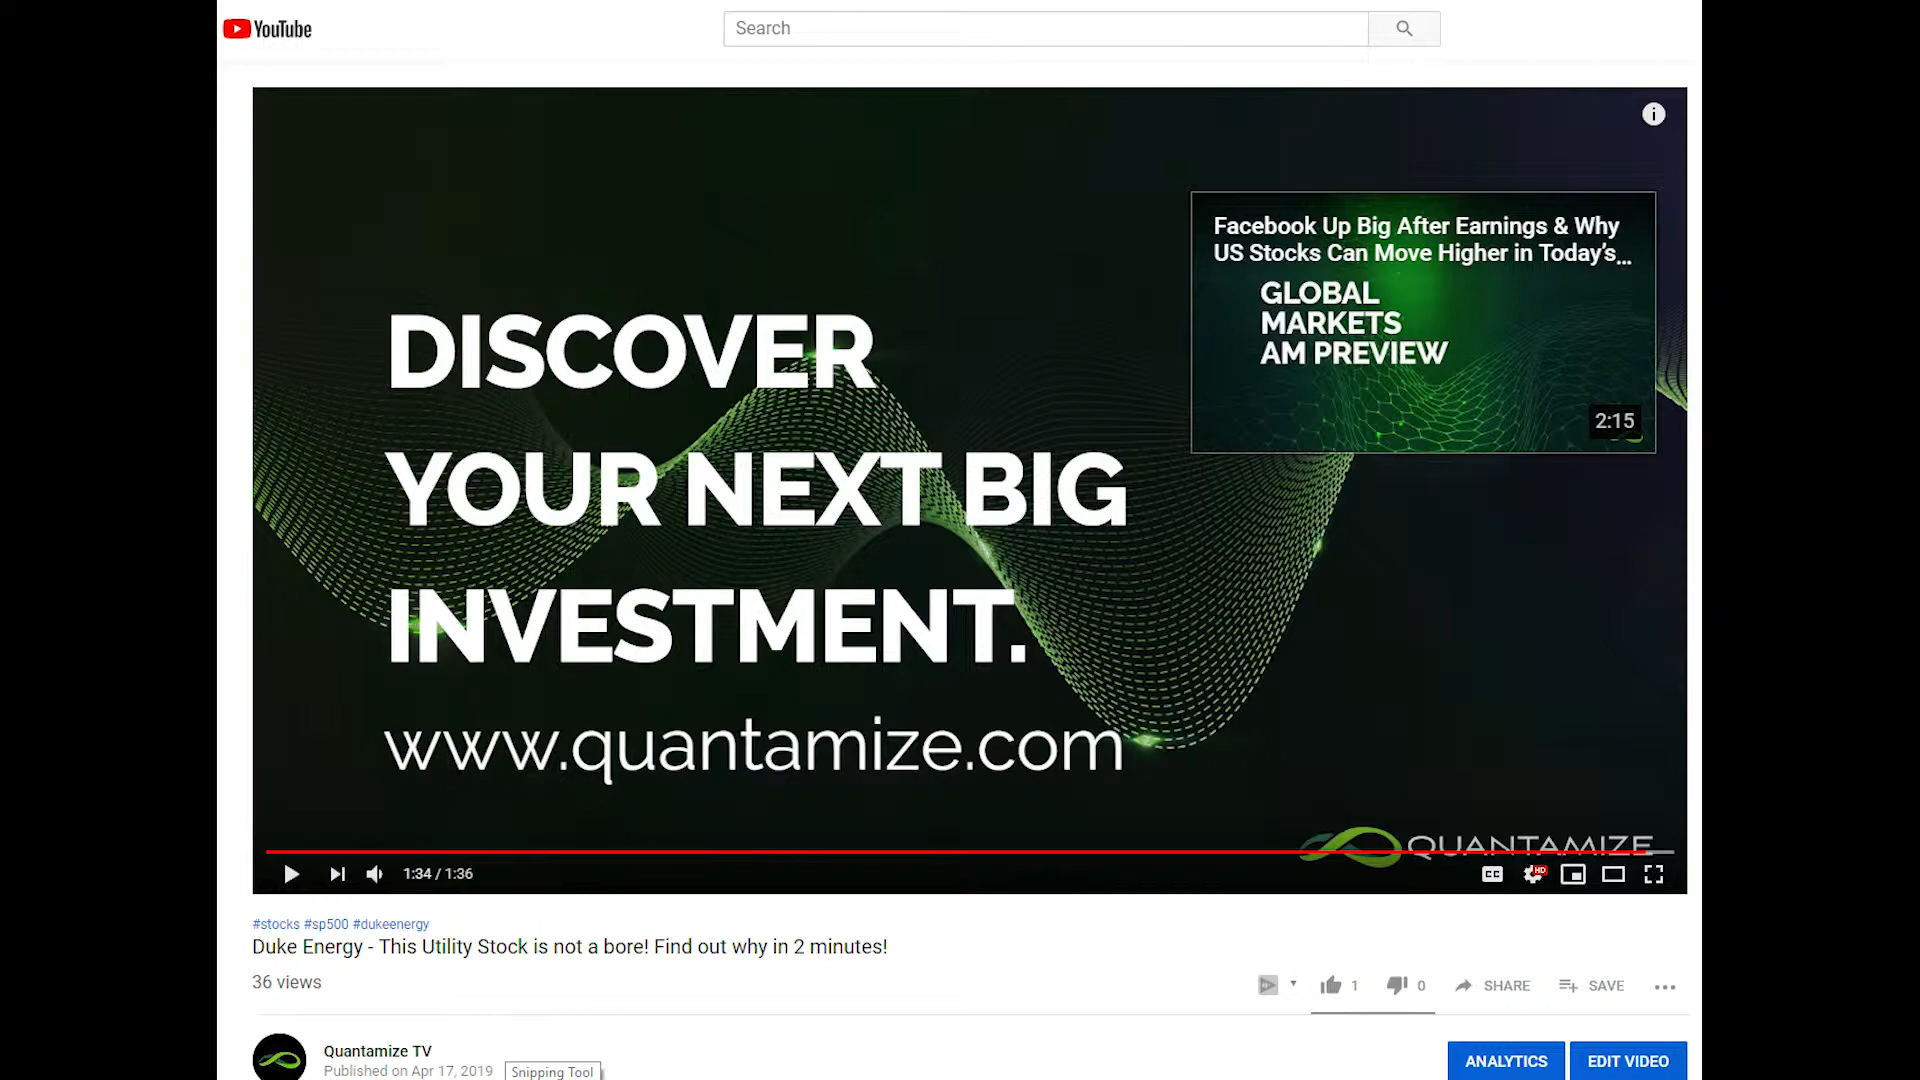 YouTube
Search
Facebook Up Big After Earnings & Why
US Stocks Can Move Higher in Today's...
GLOBAL
MARKETS
AM PREVIEW
2:15
DISCOVER
YOUR NEXT BIG
INVESTMENT.
www.quantamize.com
QUANTAMIZE
1:34 / 1:36
CC
HD
#stocks #sp500 #dukeenergy
Duke Energy - This Utility Stock is not a bore! Find out why in 2 minutes!
36 views
1
0
SHARE
SAVE
Quantamize TV
Published on Apr 17, 2019
Snipping Tool
ANALYTICS
EDIT VIDEO